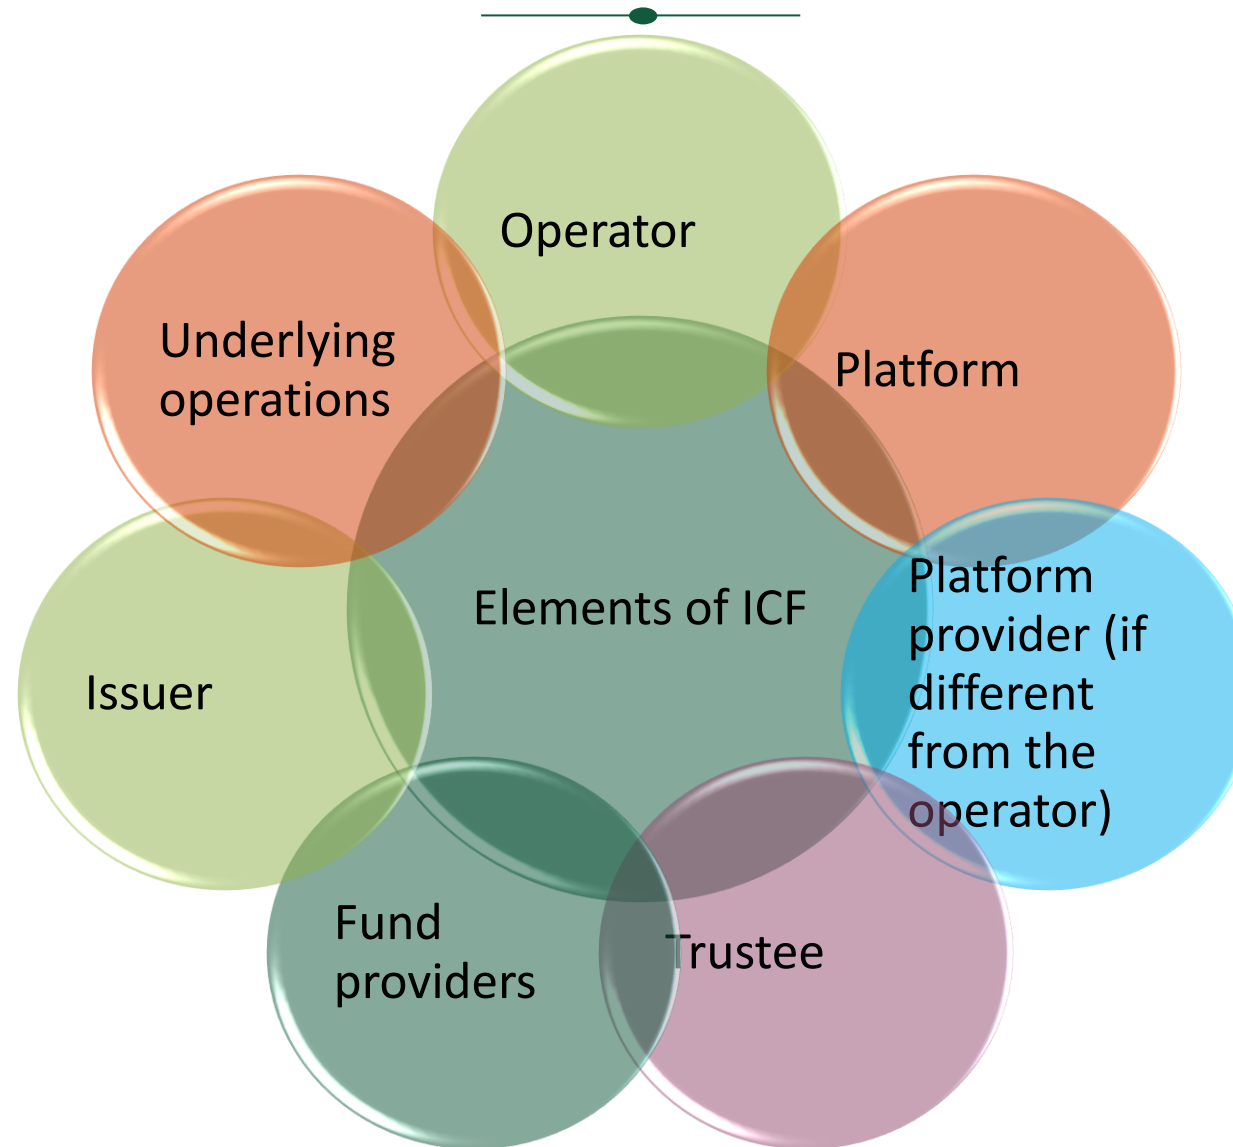 Operator
Platform
Platform
provider (if
different
from the
operator)
Trustee
Fund
providers
Issuer
Underlying
operations
Elements of ICF